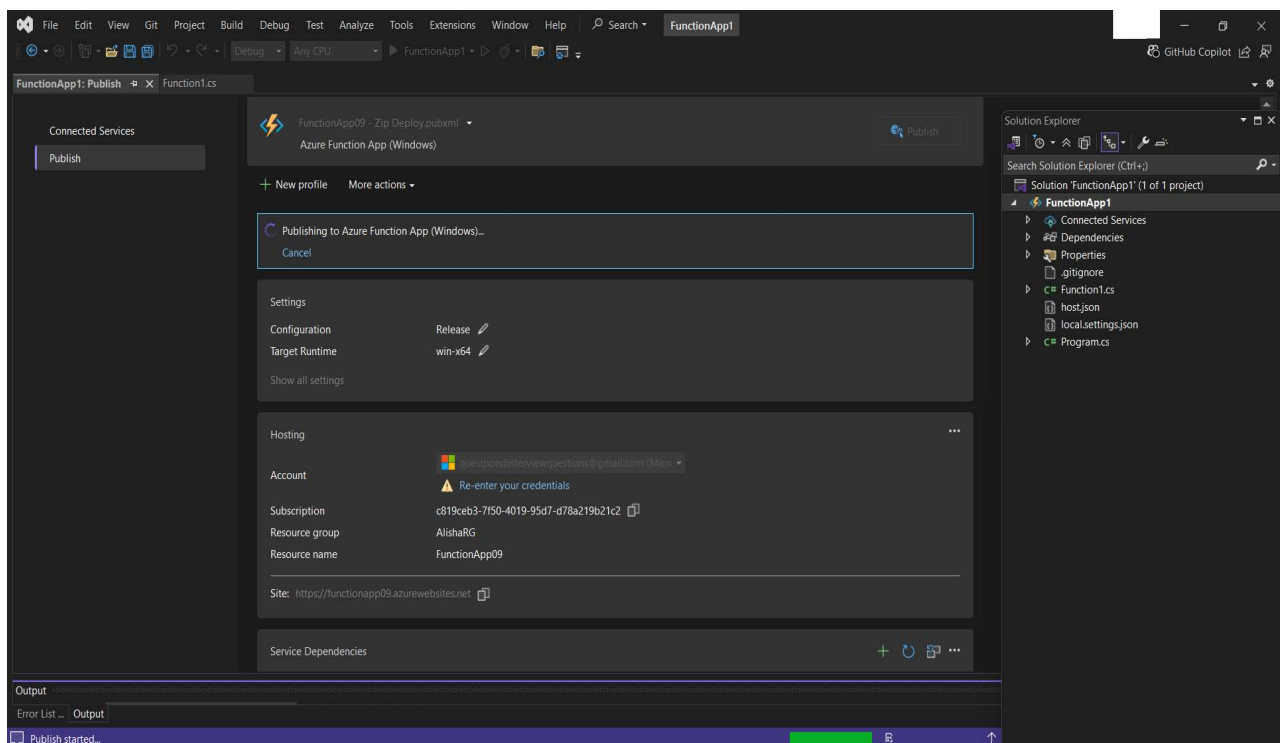 File Edit View Git Project Build Debug Test Analyze Tools Extensions Window Help Search FunctionApp1
Debug Any CPU FunctionApp1 GitHub Copilot
FunctionApp1: Publish Function1.cs
Connected Services
Publish
FunctionApp09 - Zip Deploy.pubxml
Azure Function App (Windows)
Publish
New profile More actions
Publishing to Azure Function App (Windows)...
Cancel
Settings
Configuration Release
Target Runtime win-x64
Show all settings
Hosting
Account questpondinterviewquestions@gmail.com (Micr
Re-enter your credentials
Subscription c819ceb3-7f50-4019-95d7-d78a219b21c2
Resource group AlishaRG
Resource name FunctionApp09
Site: https://functionapp09.azurewebsites.net
Service Dependencies
Solution Explorer
Search Solution Explorer (Ctrl+;)
Solution 'FunctionApp1' (1 of 1 project)
FunctionApp1
Connected Services
Dependencies
Properties
.gitignore
C# Function1.cs
host.json
local.settings.json
C# Program.cs
Output
Error List ... Output
Publish started...